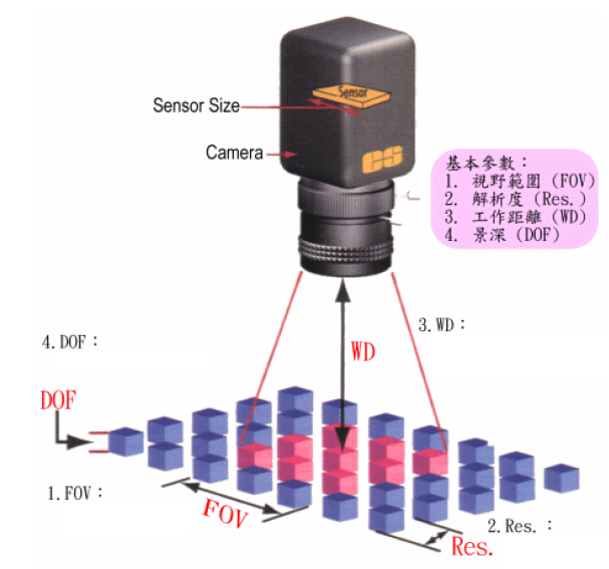 Sensor
Sensor Size
Camera
es
基本參數：
1. 視野範圍 (FOV)
2. 解析度 (Res.)
3. 工作距離 (WD)
4. 景深 (DOF)
3.WD：
4.DOF：
WD
DOF
1.FOV：
FOV
2.Res.：
Res.